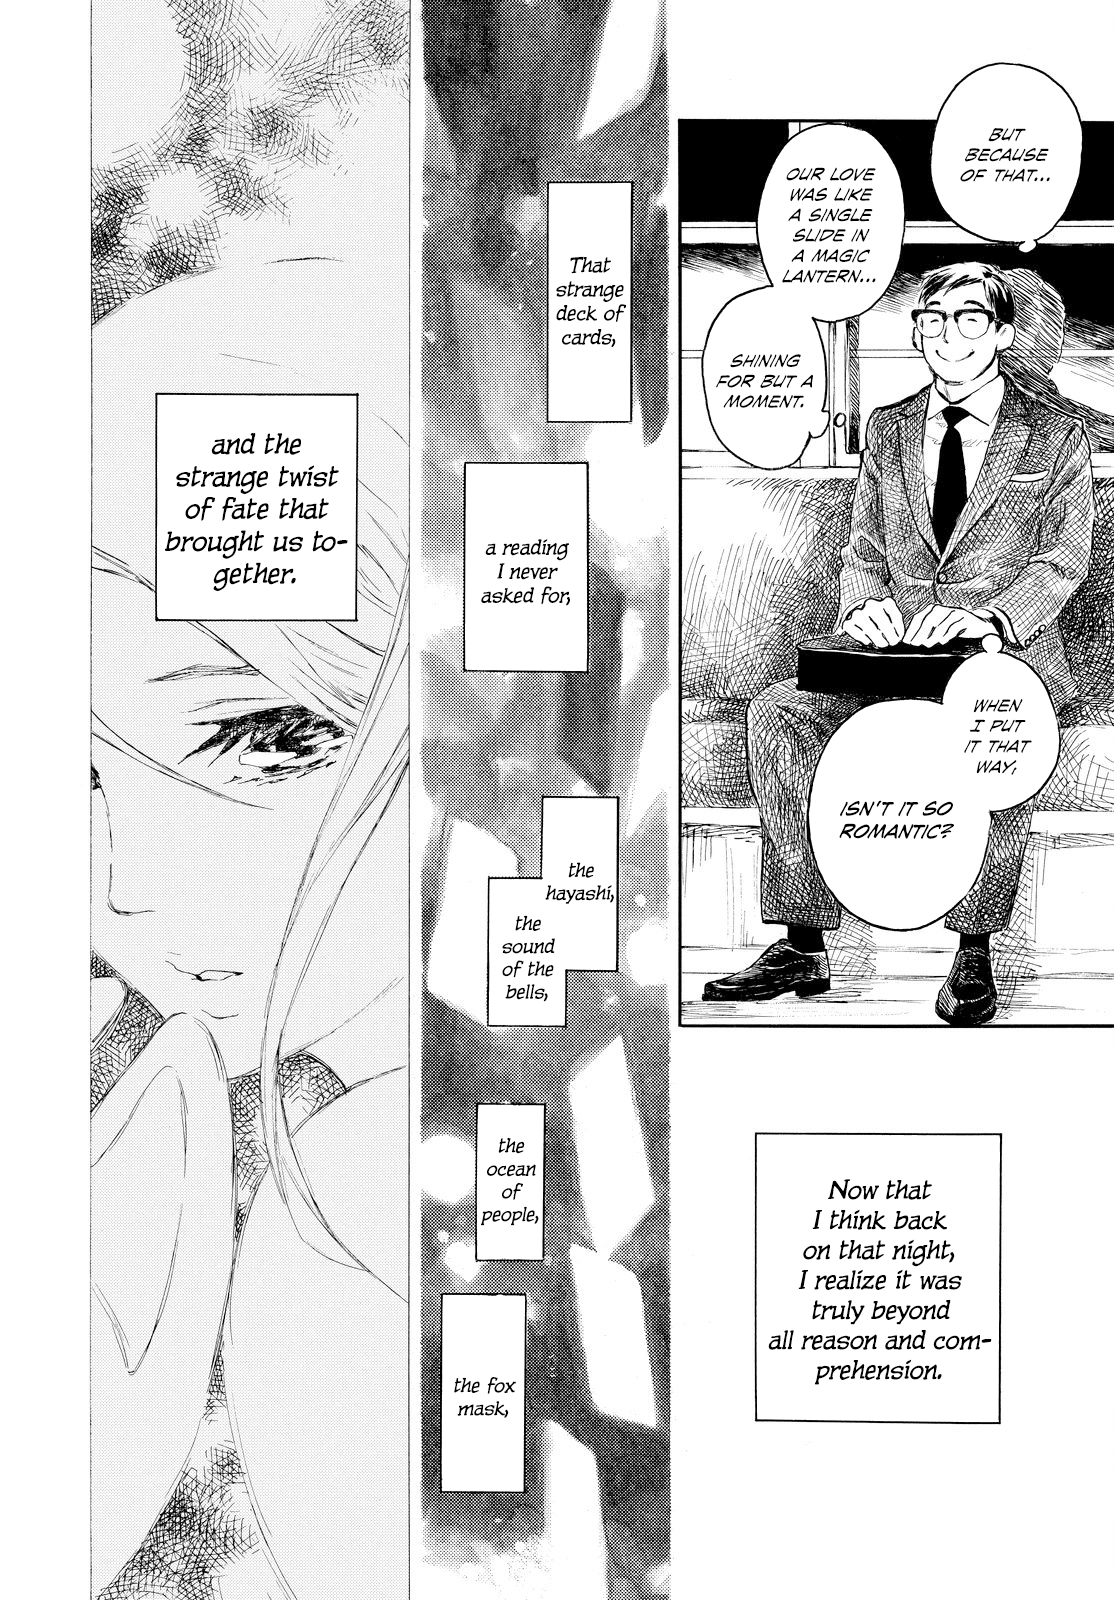 BUT
BECAUSE
OF THAT...
OUR LOVE
WAS LIKE
A SINGLE
SLIDE IN
A MAGIC
LANTERN...
SHINING
FOR BUT A
MOMENT.
WHEN
I PUT
IT THAT
WAY,
ISN'T IT SO
ROMANTIC?
Now that
I think back
on that night,
I realize it was
truly beyond
all reason and com-
prehension.
That
strange
deck of
cards,
a reading
I never
asked for,
the
hayashi,
the
sound
of the
bells,
the
ocean
of
people,
the fox
mask,
and the
strange twist
of fate that
brought us to-
gether.